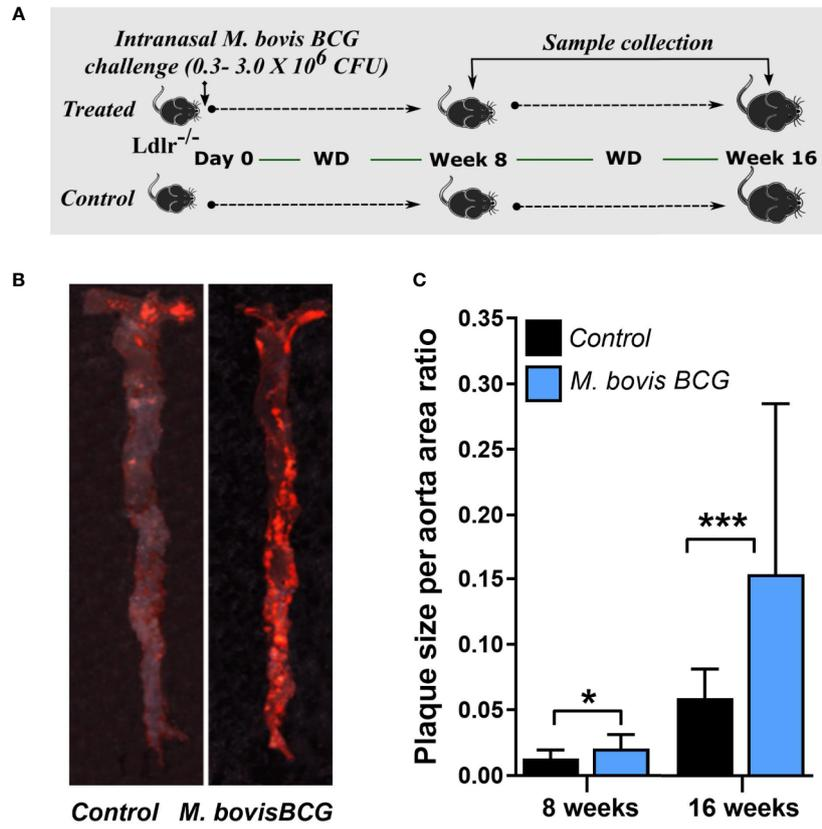 A
Intranasal M. bovis BCG
challenge (0.3- 3.0 X 10⁶ CFU)
Sample collection
Treated
Ldlr-/-
Day 0 WD Week 8 WD Week 16
Control
B
Control M. bovisBCG
C
Plaque size per aorta area ratio
0.35
0.30
0.25
0.20
0.15
0.10
0.05
0.00
Control
M. bovis BCG
*
***
8 weeks 16 weeks